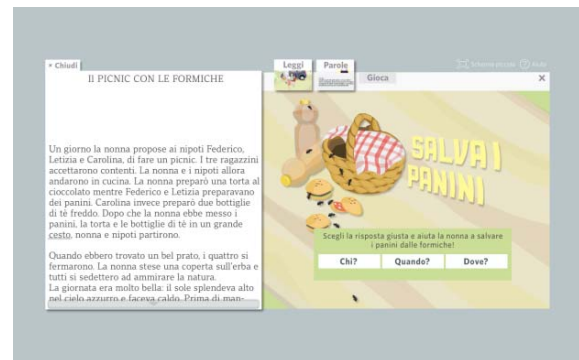 × Chiudi
Il PICNIC CON LE FORMICHE
Un giorno la nonna propose ai nipoti Federico,
Letizia e Carolina, di fare un picnic. I tre ragazzini
accettarono contenti. La nonna e i nipoti allora
andarono in cucina. La nonna preparò una torta al
cioccolato mentre Federico e Letizia preparavano
dei panini. Carolina invece preparò due bottiglie
di tè freddo. Dopo che la nonna ebbe messo i
panini, la torta e le bottiglie di tè in un grande
cesto, nonna e nipoti partirono.
Quando ebbero trovato un bel prato, i quattro si
fermarono. La nonna stese una coperta sull'erba e
tutti si sedettero ad ammirare la natura.
La giornata era molto bella: il sole splendeva alto
nel cielo azzurro e faceva caldo. Prima di man-
Leggi
Parole
Gioca
Schermo piccolo
? Aiuto
×
SALVA I
PANINI
Scegli la risposta giusta e aiuta la nonna a salvare
i panini dalle formiche!
Chi?
Quando?
Dove?